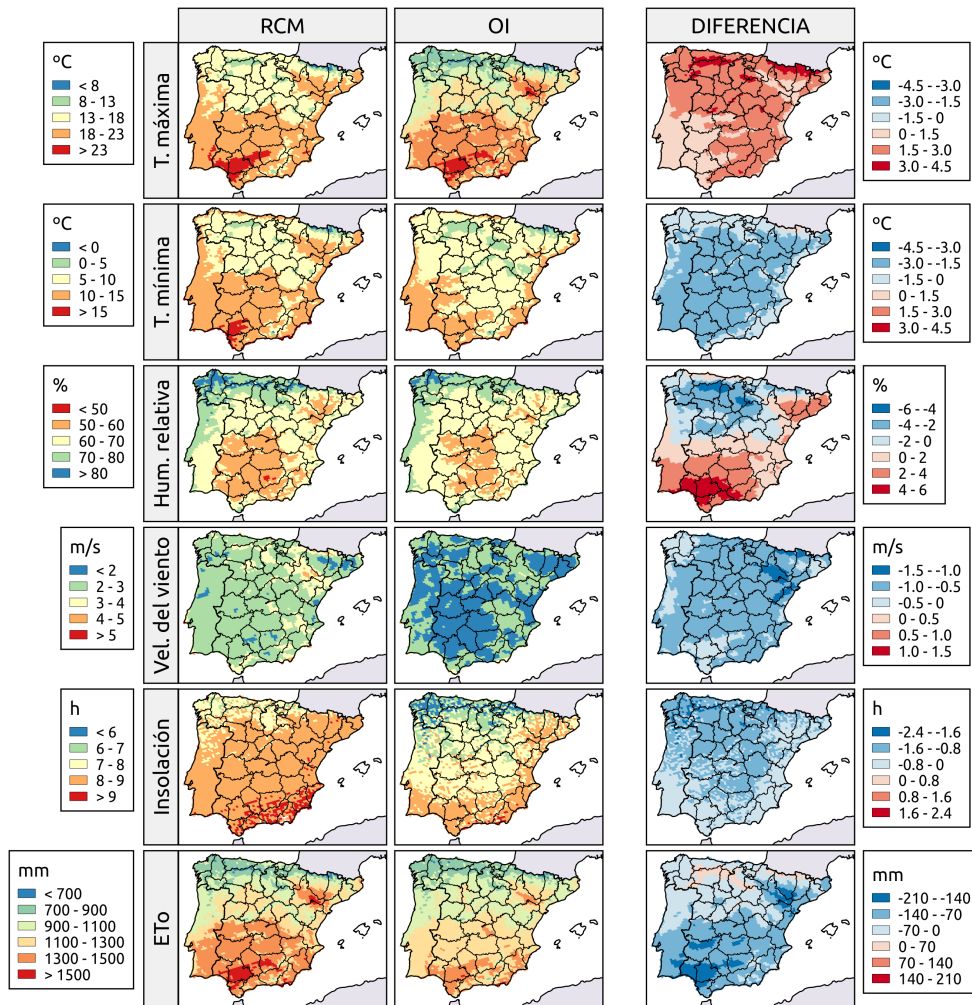 RCM
OI
DIFERENCIA
T. máxima
ºC
< 8
8 - 13
13 - 18
18 - 23
> 23
ºC
-4.5 - -3.0
-3.0 - -1.5
-1.5 - 0
0 - 1.5
1.5 - 3.0
3.0 - 4.5
T. mínima
ºC
< 0
0 - 5
5 - 10
10 - 15
> 15
ºC
-4.5 - -3.0
-3.0 - -1.5
-1.5 - 0
0 - 1.5
1.5 - 3.0
3.0 - 4.5
Hum. relativa
%
< 50
50 - 60
60 - 70
70 - 80
> 80
%
-6 - -4
-4 - -2
-2 - 0
0 - 2
2 - 4
4 - 6
Vel. del viento
m/s
< 2
2 - 3
3 - 4
4 - 5
> 5
m/s
-1.5 - -1.0
-1.0 - -0.5
-0.5 - 0
0 - 0.5
0.5 - 1.0
1.0 - 1.5
Insolación
h
< 6
6 - 7
7 - 8
8 - 9
> 9
h
-2.4 - -1.6
-1.6 - -0.8
-0.8 - 0
0 - 0.8
0.8 - 1.6
1.6 - 2.4
ETo
mm
< 700
700 - 900
900 - 1100
1100 - 1300
1300 - 1500
> 1500
mm
-210 - -140
-140 - -70
-70 - 0
0 - 70
70 - 140
140 - 210